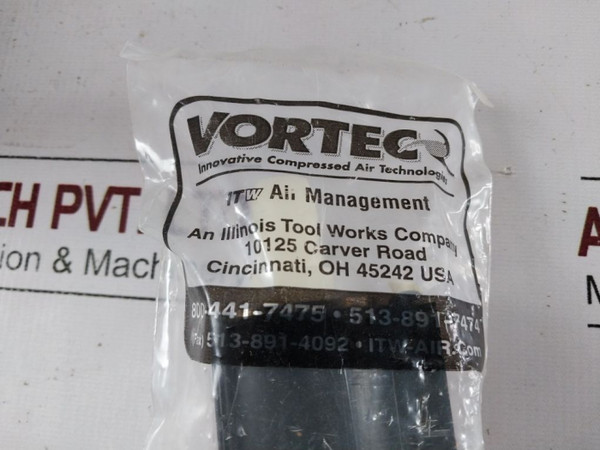 VORTEC
Innovative Compressed Air Technologies
ITW Air Management
An Illinois Tool Works Company
10125 Carver Road
Cincinnati, OH 45242 USA
800-441-7475 • 513-891-7474
(Fax) 513-891-4092 • ITW-AIR.Com
CH PVT.
ion & Mach
A
M